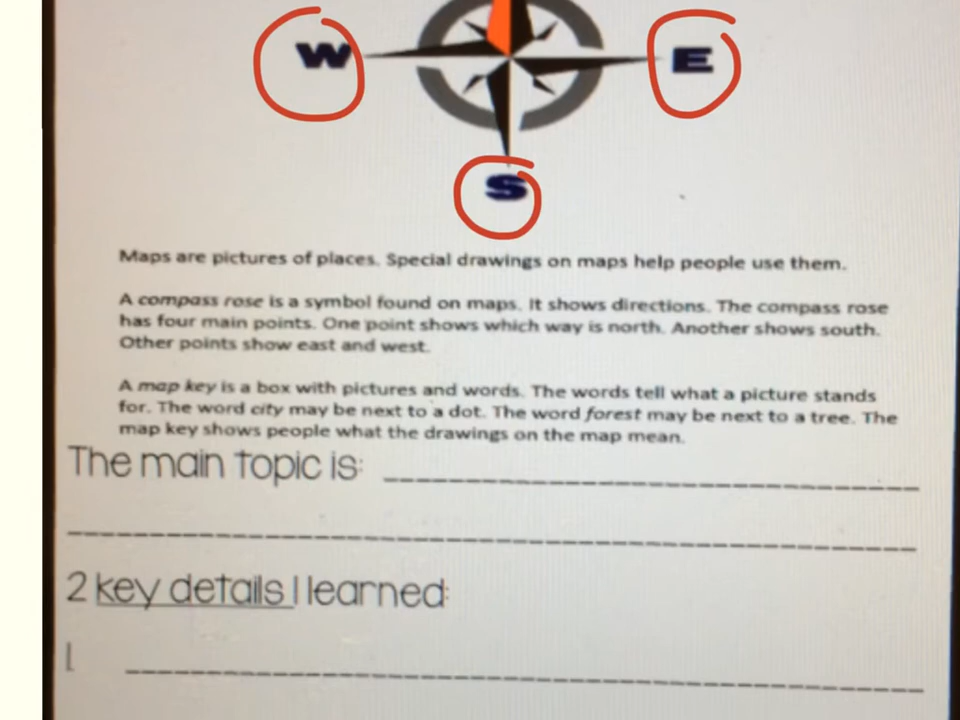 W E
S
Maps are pictures of places. Special drawings on maps help people use them.
A compass rose is a symbol found on maps. It shows directions. The compass rose
has four main points. One point shows which way is north. Another shows south.
Other points show east and west.
A map key is a box with pictures and words. The words tell what a picture stands
for. The word city may be next to a dot. The word forest may be next to a tree. The
map key shows people what the drawings on the map mean.
The main topic is:
2 key details I learned:
1